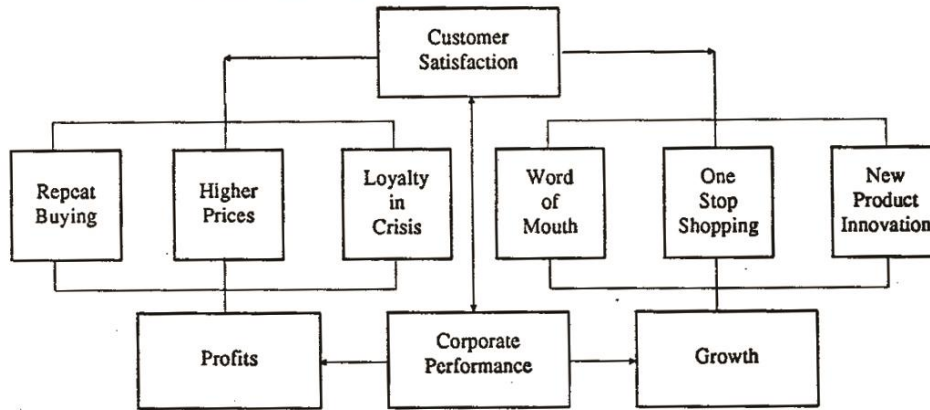 Customer
Satisfaction
Repcat
Buying
Higher
Prices
Loyalty
in
Crisis
Word
of
Mouth
One
Stop
Shopping
New
Product
Innovation
Profits
Corporate
Performance
Growth